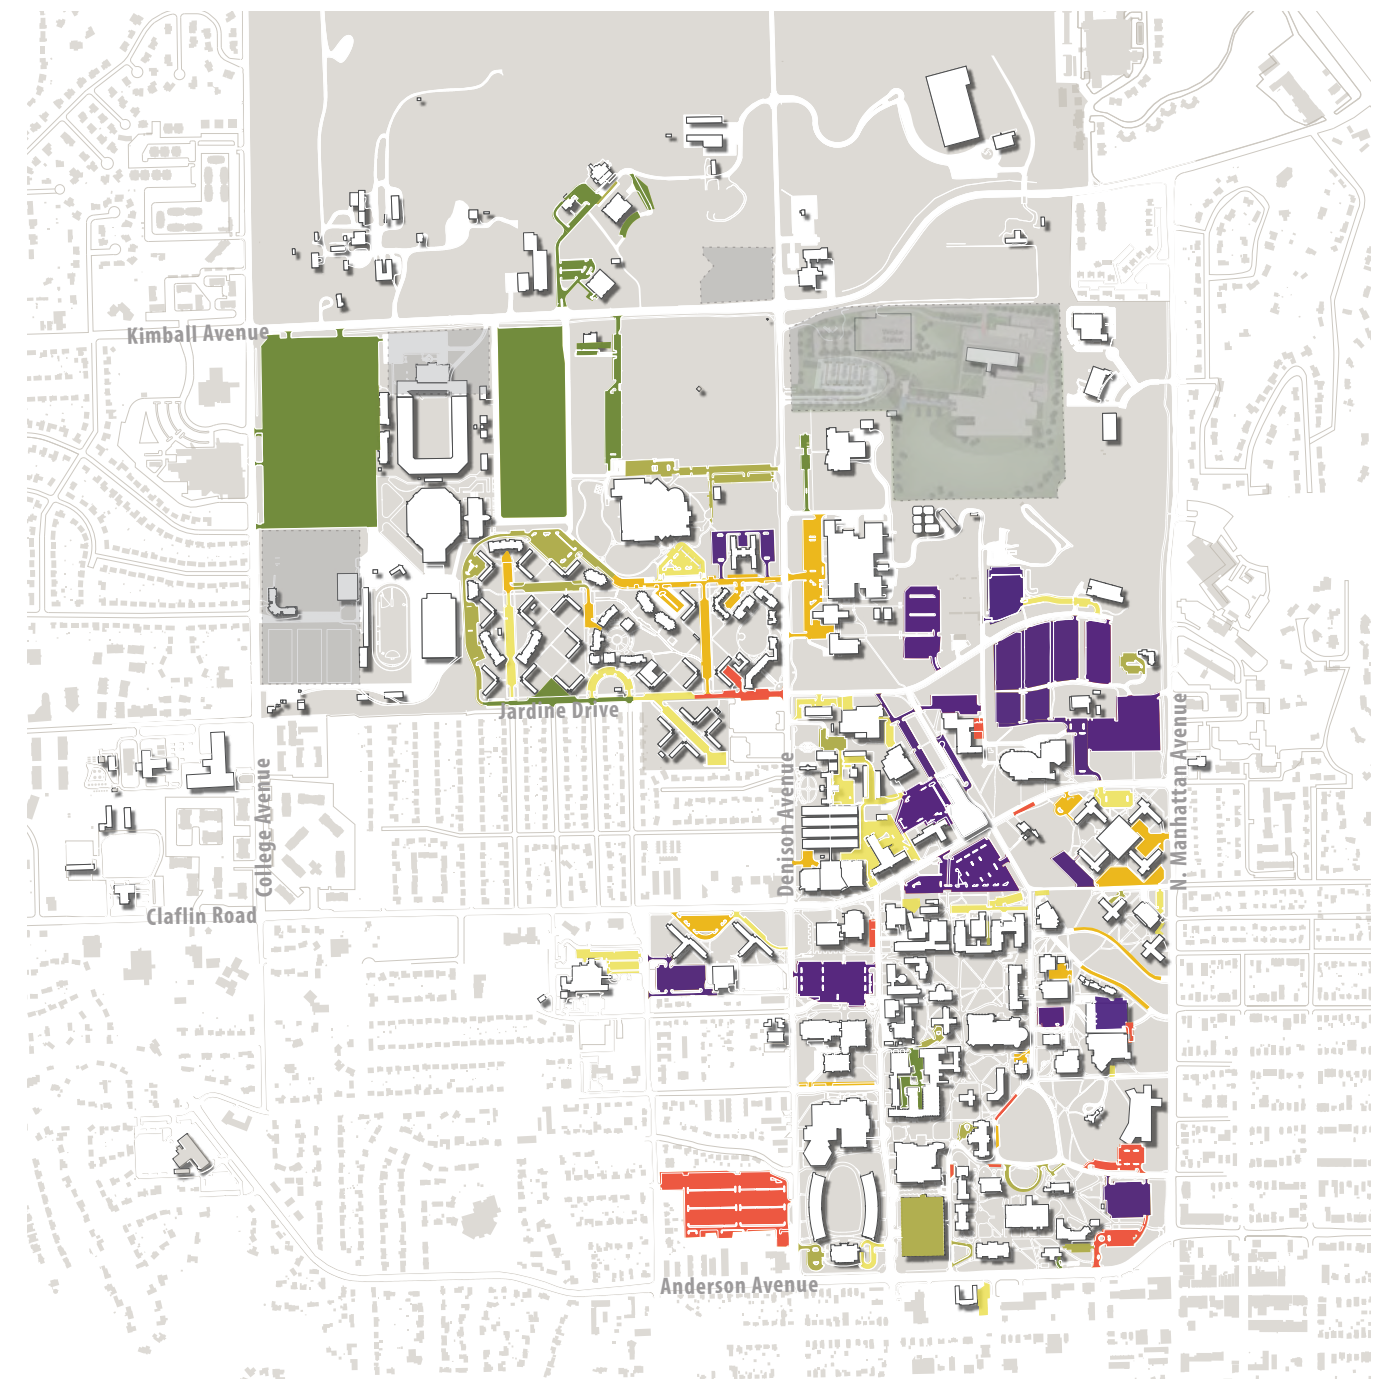 Kimball Avenue
Jardine Drive
Denison Avenue
N. Manhattan Avenue
College Avenue
Claflin Road
Anderson Avenue